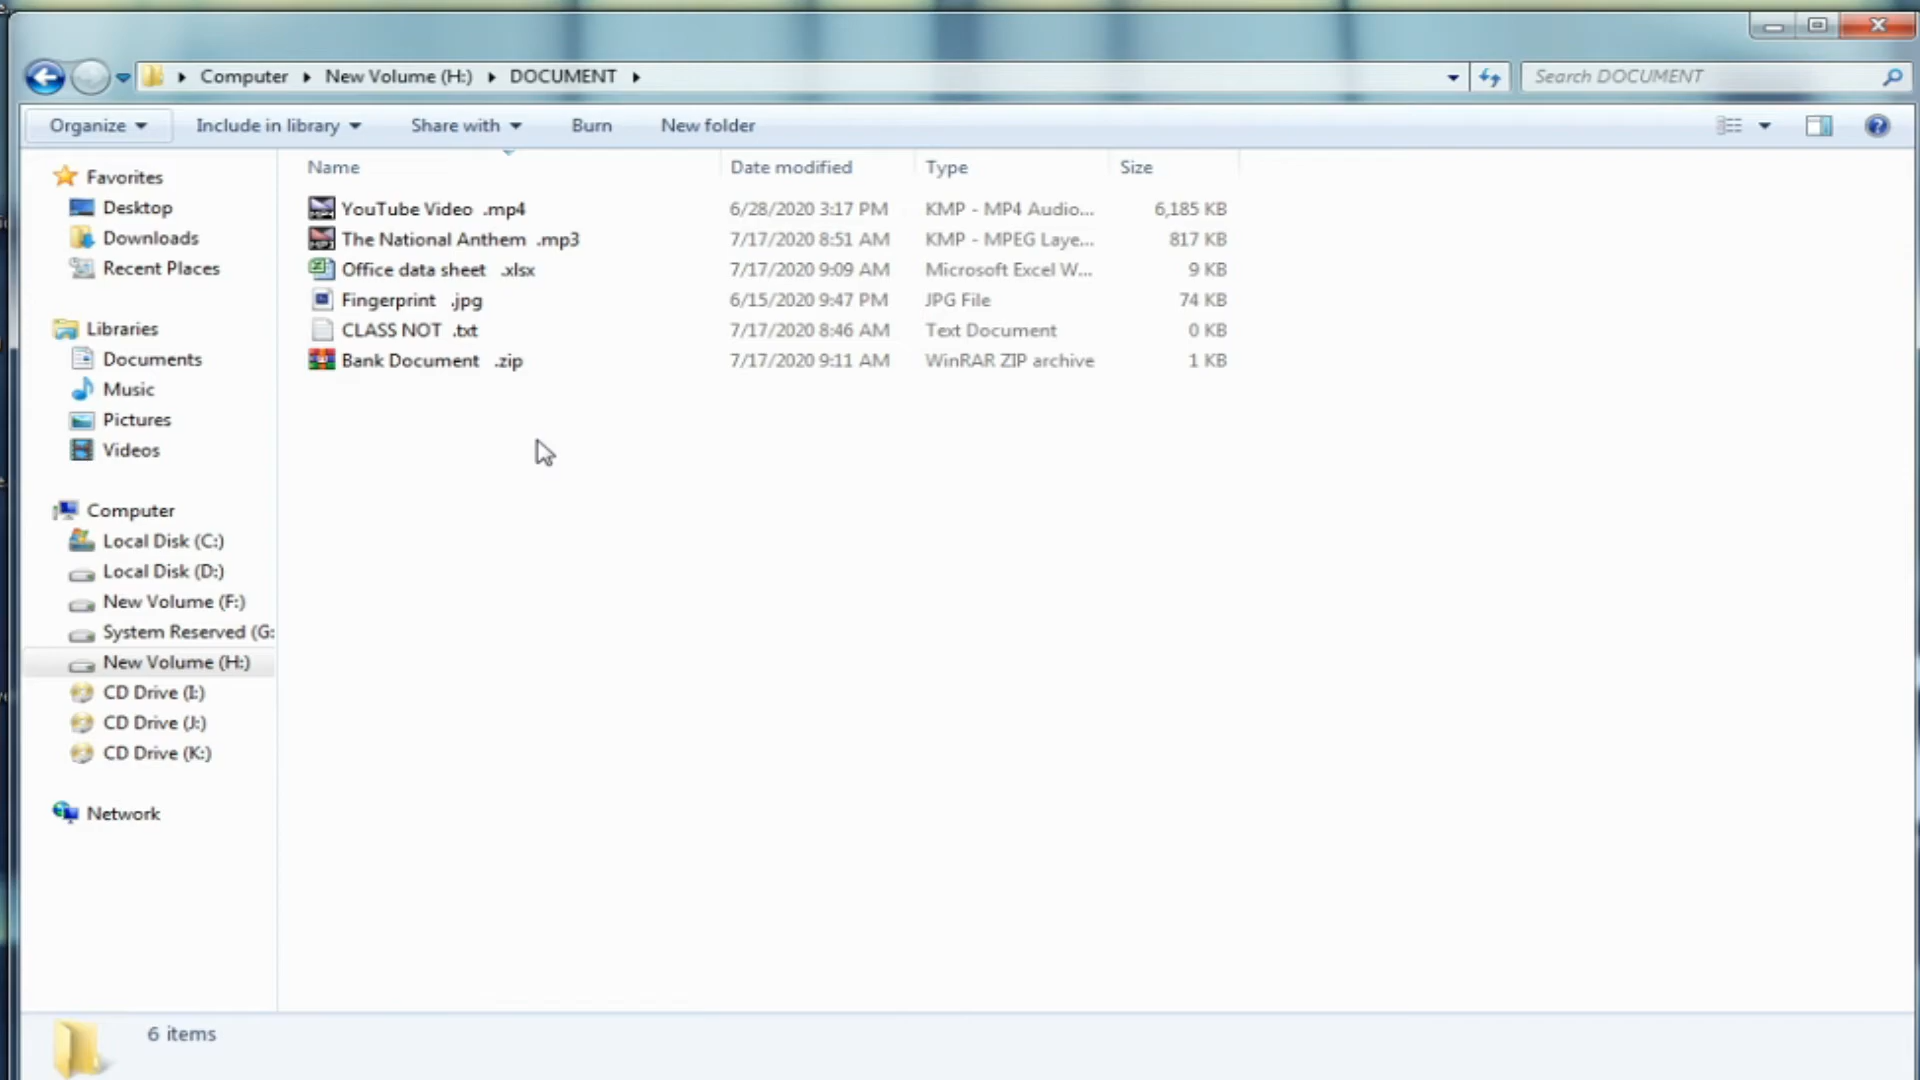 Computer New Volume (H:) DOCUMENT
Search DOCUMENT
Organize Include in library Share with Burn New folder
Favorites
Desktop
Downloads
Recent Places
Libraries
Documents
Music
Pictures
Videos
Computer
Local Disk (C:)
Local Disk (D:)
New Volume (F:)
System Reserved (G:
New Volume (H:)
CD Drive (I:)
CD Drive (J:)
CD Drive (K:)
Network
Name Date modified Type Size
YouTube Video .mp4 6/28/2020 3:17 PM KMP - MP4 Audio... 6,185 KB
The National Anthem .mp3 7/17/2020 8:51 AM KMP - MPEG Laye... 817 KB
Office data sheet .xlsx 7/17/2020 9:09 AM Microsoft Excel W... 9 KB
Fingerprint .jpg 6/15/2020 9:47 PM JPG File 74 KB
CLASS NOT .txt 7/17/2020 8:46 AM Text Document 0 KB
Bank Document .zip 7/17/2020 9:11 AM WinRAR ZIP archive 1 KB
6 items